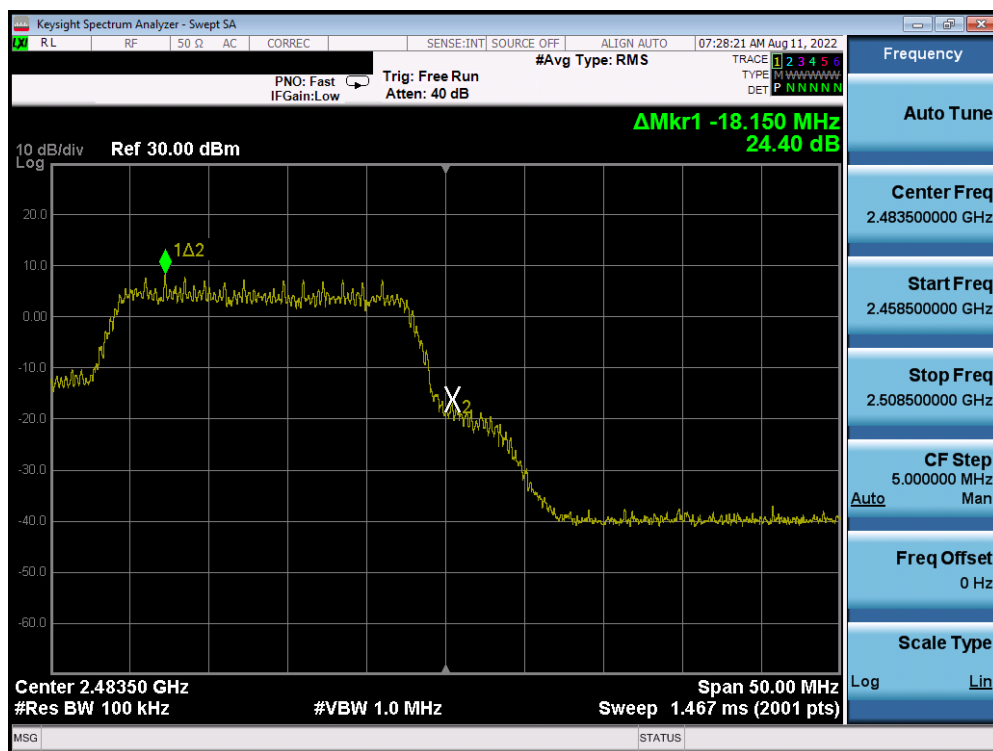 Keysight Spectrum Analyzer - Swept SA
LXI RL RF 50 Ω AC CORREC SENSE:INT SOURCE OFF ALIGN AUTO 07:28:21 AM Aug 11, 2022
#Avg Type: RMS
TRACE 1 2 3 4 5 6
PNO: Fast Trig: Free Run
TYPE M W W W W W
IFGain:Low Atten: 40 dB
DET P N N N N N
ΔMkr1 -18.150 MHz
24.40 dB
10 dB/div Ref 30.00 dBm
Log
20.0
1Δ2
10.0
0.00
-10.0
X2
-20.0
-30.0
-40.0
-50.0
-60.0
Center 2.48350 GHz Span 50.00 MHz
#Res BW 100 kHz #VBW 1.0 MHz Sweep 1.467 ms (2001 pts)
MSG STATUS
Frequency
Auto Tune
Center Freq
2.483500000 GHz
Start Freq
2.458500000 GHz
Stop Freq
2.508500000 GHz
CF Step
5.000000 MHz
Auto Man
Freq Offset
0 Hz
Scale Type
Log Lin